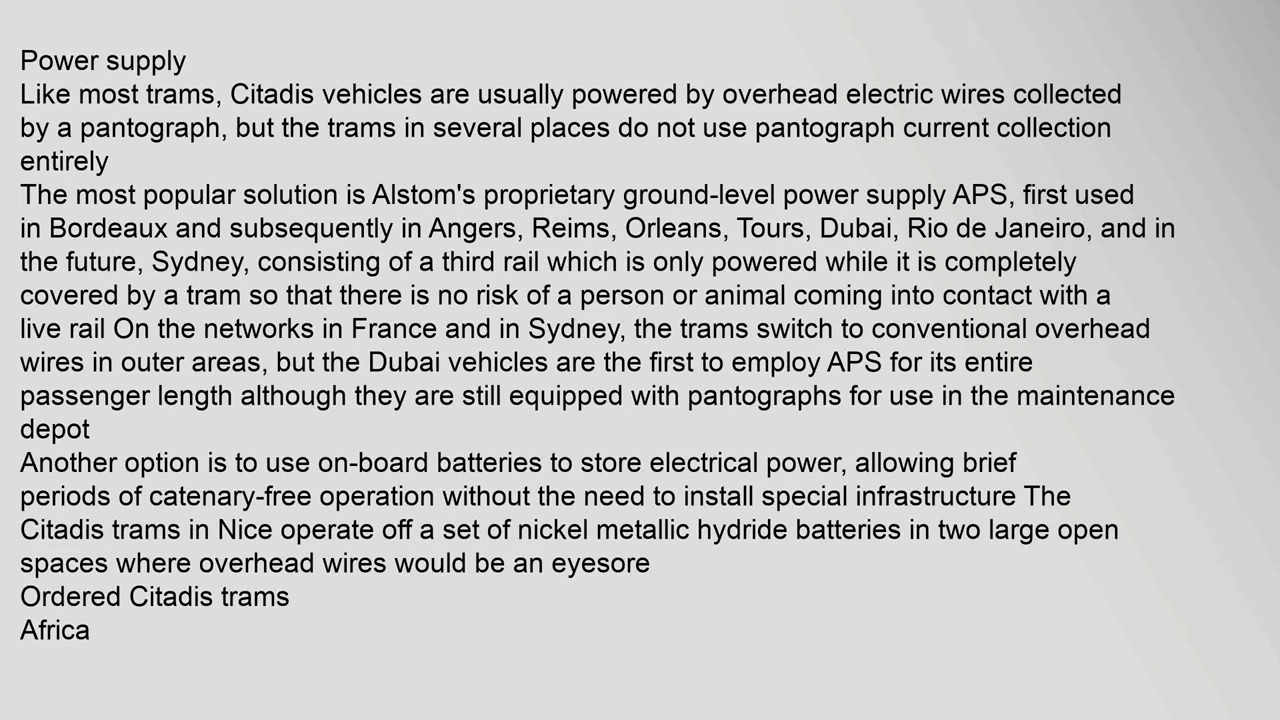 Power supply
Like most trams, Citadis vehicles are usually powered by overhead electric wires collected
by a pantograph, but the trams in several places do not use pantograph current collection
entirely
The most popular solution is Alstom's proprietary ground-level power supply APS, first used
in Bordeaux and subsequently in Angers, Reims, Orleans, Tours, Dubai, Rio de Janeiro, and in
the future, Sydney, consisting of a third rail which is only powered while it is completely
covered by a tram so that there is no risk of a person or animal coming into contact with a
live rail On the networks in France and in Sydney, the trams switch to conventional overhead
wires in outer areas, but the Dubai vehicles are the first to employ APS for its entire
passenger length although they are still equipped with pantographs for use in the maintenance
depot
Another option is to use on-board batteries to store electrical power, allowing brief
periods of catenary-free operation without the need to install special infrastructure The
Citadis trams in Nice operate off a set of nickel metallic hydride batteries in two large open
spaces where overhead wires would be an eyesore
Ordered Citadis trams
Africa